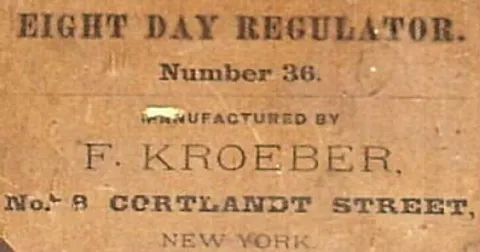 EIGHT DAY REGULATOR.
Number 36.
MANUFACTURED BY
F. KROEBER,
No. 8 CORTLANDT STREET,
NEW YORK